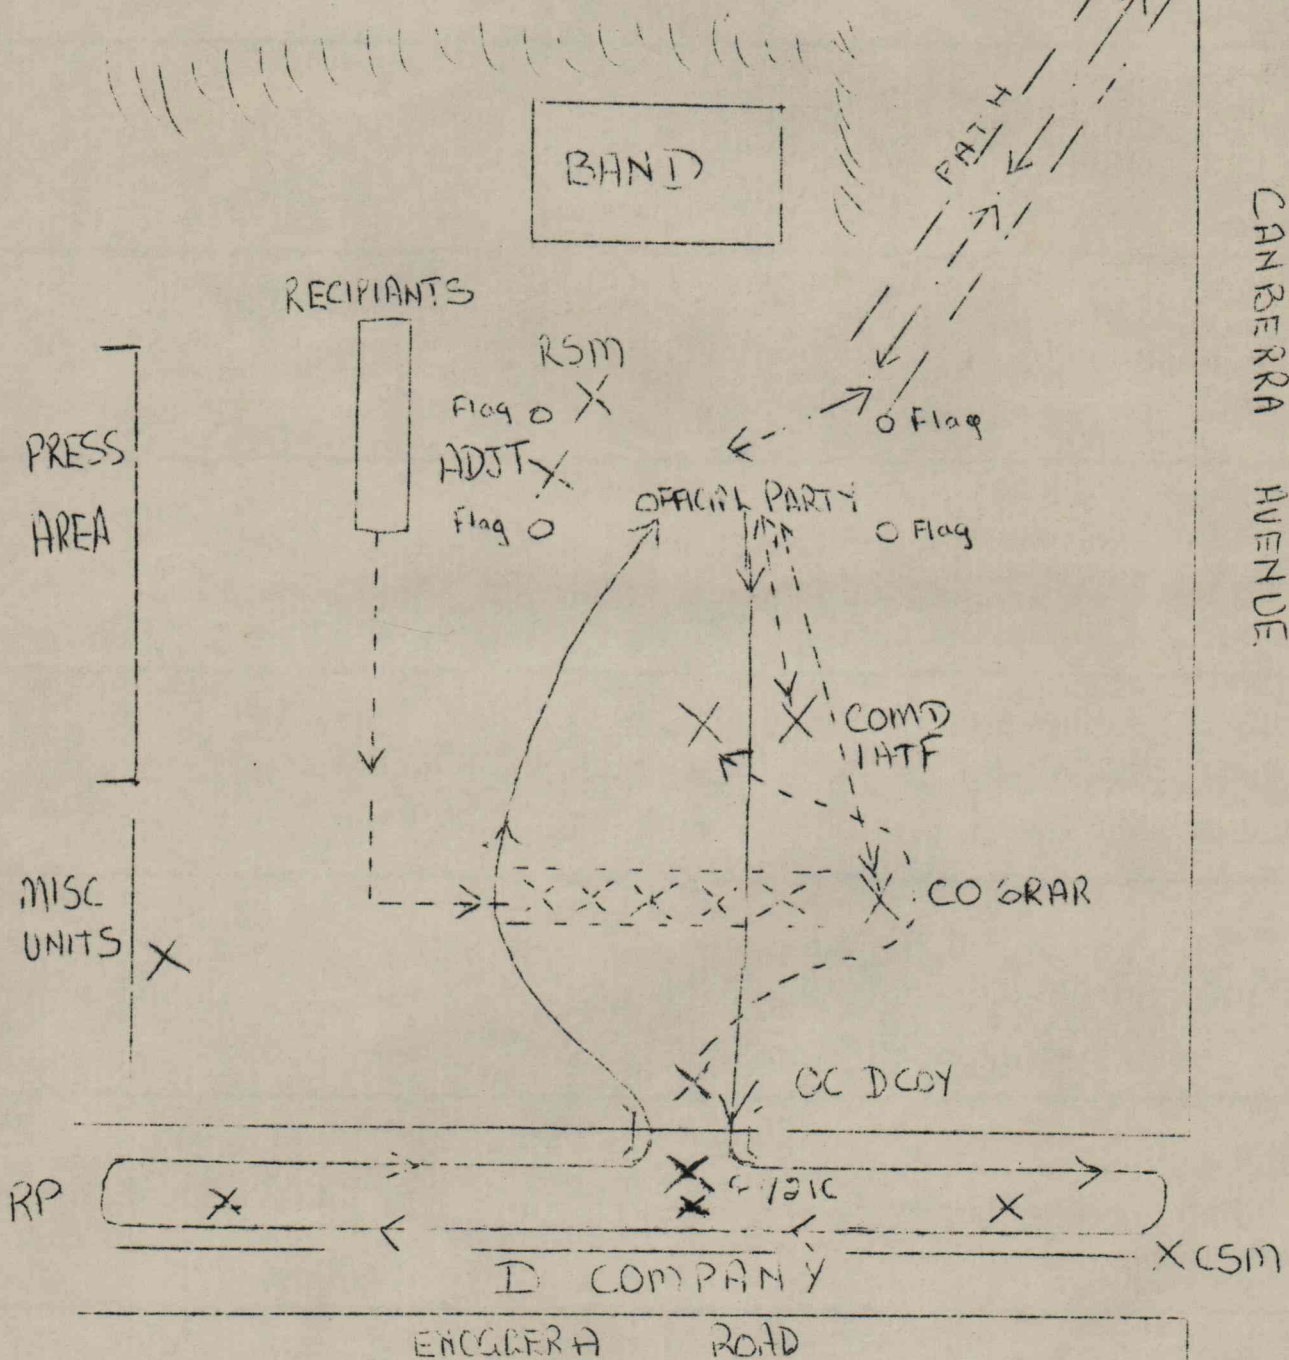 PATH
BAND
CANBERRA AVENUE
RECIPIANTS
RSM
Flag
Flag
PRESS
AREA
ADJT
OFFICIAL PARTY
Flag
Flag
COMD
1ATF
MISC
UNITS
CO 6RAR
OC DCOY
RP
CSM
D COMPANY
ENOGGERA ROAD